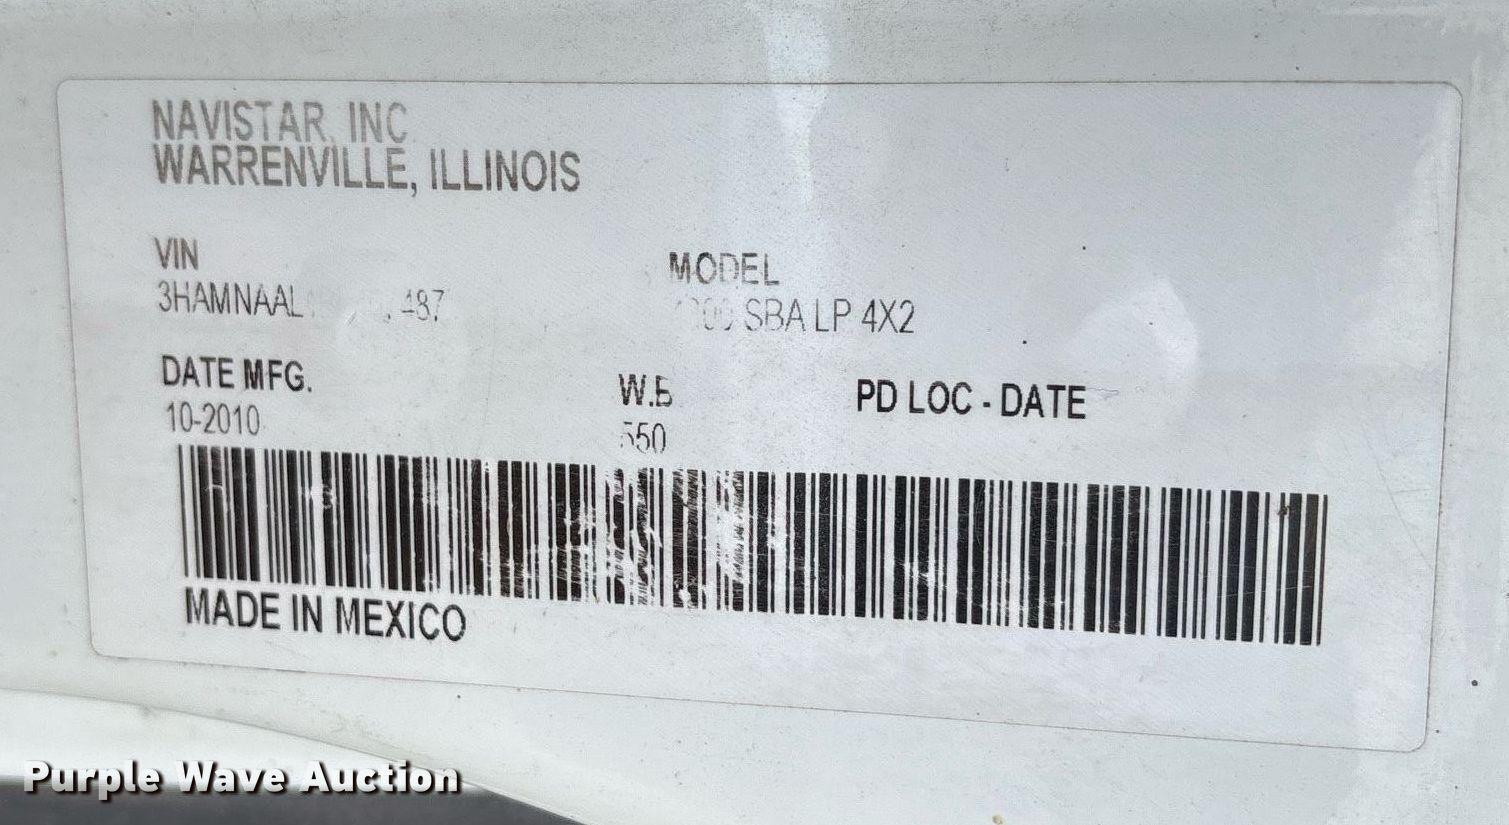 NAVISTAR, INC.
WARRENVILLE, ILLINOIS
VIN
MODEL
SBA LP 4X2
DATE MFG.
10-2010
W.B
550
PD LOC - DATE
MADE IN MEXICO
Purple Wave Auction